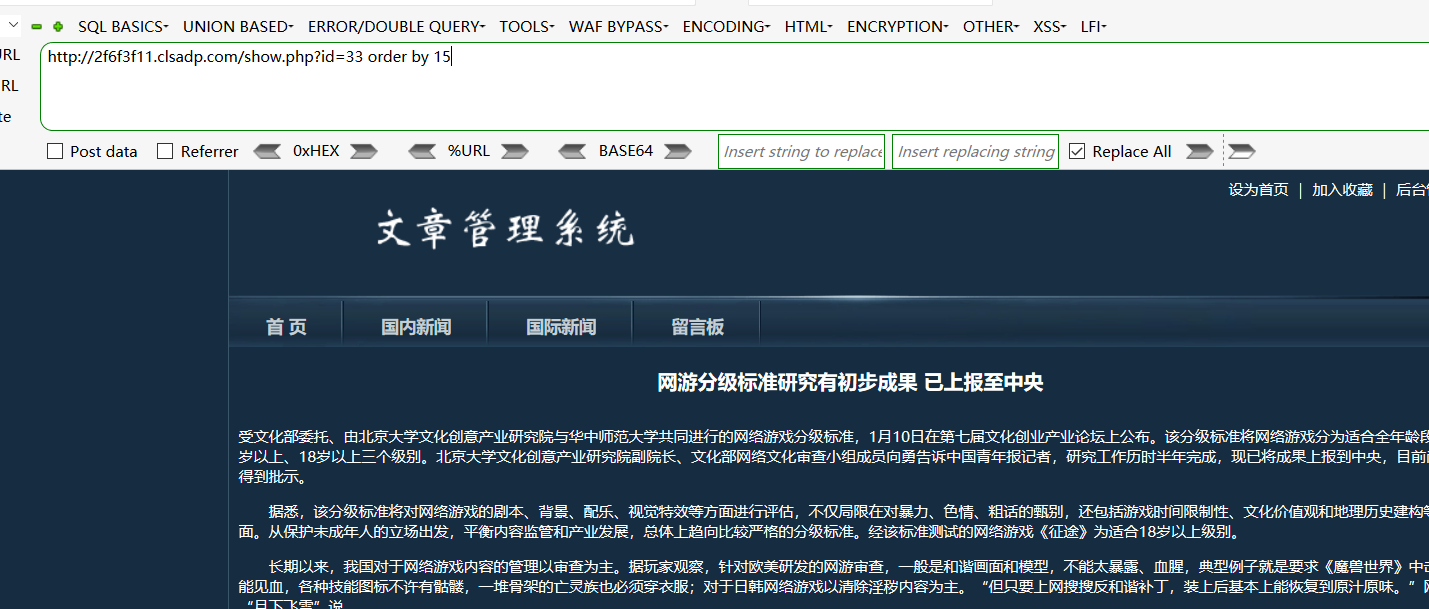 SQL BASICS UNION BASED ERROR/DOUBLE QUERY TOOLS WAF BYPASS ENCODING HTML ENCRYPTION OTHER XSS LFI
URL
http://2f6f3f11.clsadp.com/show.php?id=33 order by 15
RL
te
Post data Referrer 0xHEX %URL BASE64 Insert string to replace Insert replacing string Replace All
设为首页 | 加入收藏 | 后台
文章管理系统
首 页 国内新闻 国际新闻 留言板
网游分级标准研究有初步成果 已上报至中央
受文化部委托、由北京大学文化创意产业研究院与华中师范大学共同进行的网络游戏分级标准，1月10日在第七届文化创业产业论坛上公布。该分级标准将网络游戏分为适合全年龄段
岁以上、18岁以上三个级别。北京大学文化创意产业研究院副院长、文化部网络文化审查小组成员向勇告诉中国青年报记者，研究工作历时半年完成，现已将成果上报到中央，目前
得到批示。
据悉，该分级标准将对网络游戏的剧本、背景、配乐、视觉特效等方面进行评估，不仅局限在对暴力、色情、粗话的甄别，还包括游戏时间限制性、文化价值观和地理历史建构
面。从保护未成年人的立场出发，平衡内容监管和产业发展，总体上趋向比较严格的分级标准。经该标准测试的网络游戏《征途》为适合18岁以上级别。
长期以来，我国对于网络游戏内容的管理以审查为主。据玩家观察，针对欧美研发的网游审查，一般是和谐画面和模型，不能太暴露、血腥，典型例子就是要求《魔兽世界》中
能见血，各种技能图标不许有骷髅，一堆骨架的亡灵族也必须穿衣服；对于日韩网络游戏以清除淫秽内容为主。“但只要上网搜搜反和谐补丁，装上后基本上能恢复到原汁原味。”
“月下飞雪”说